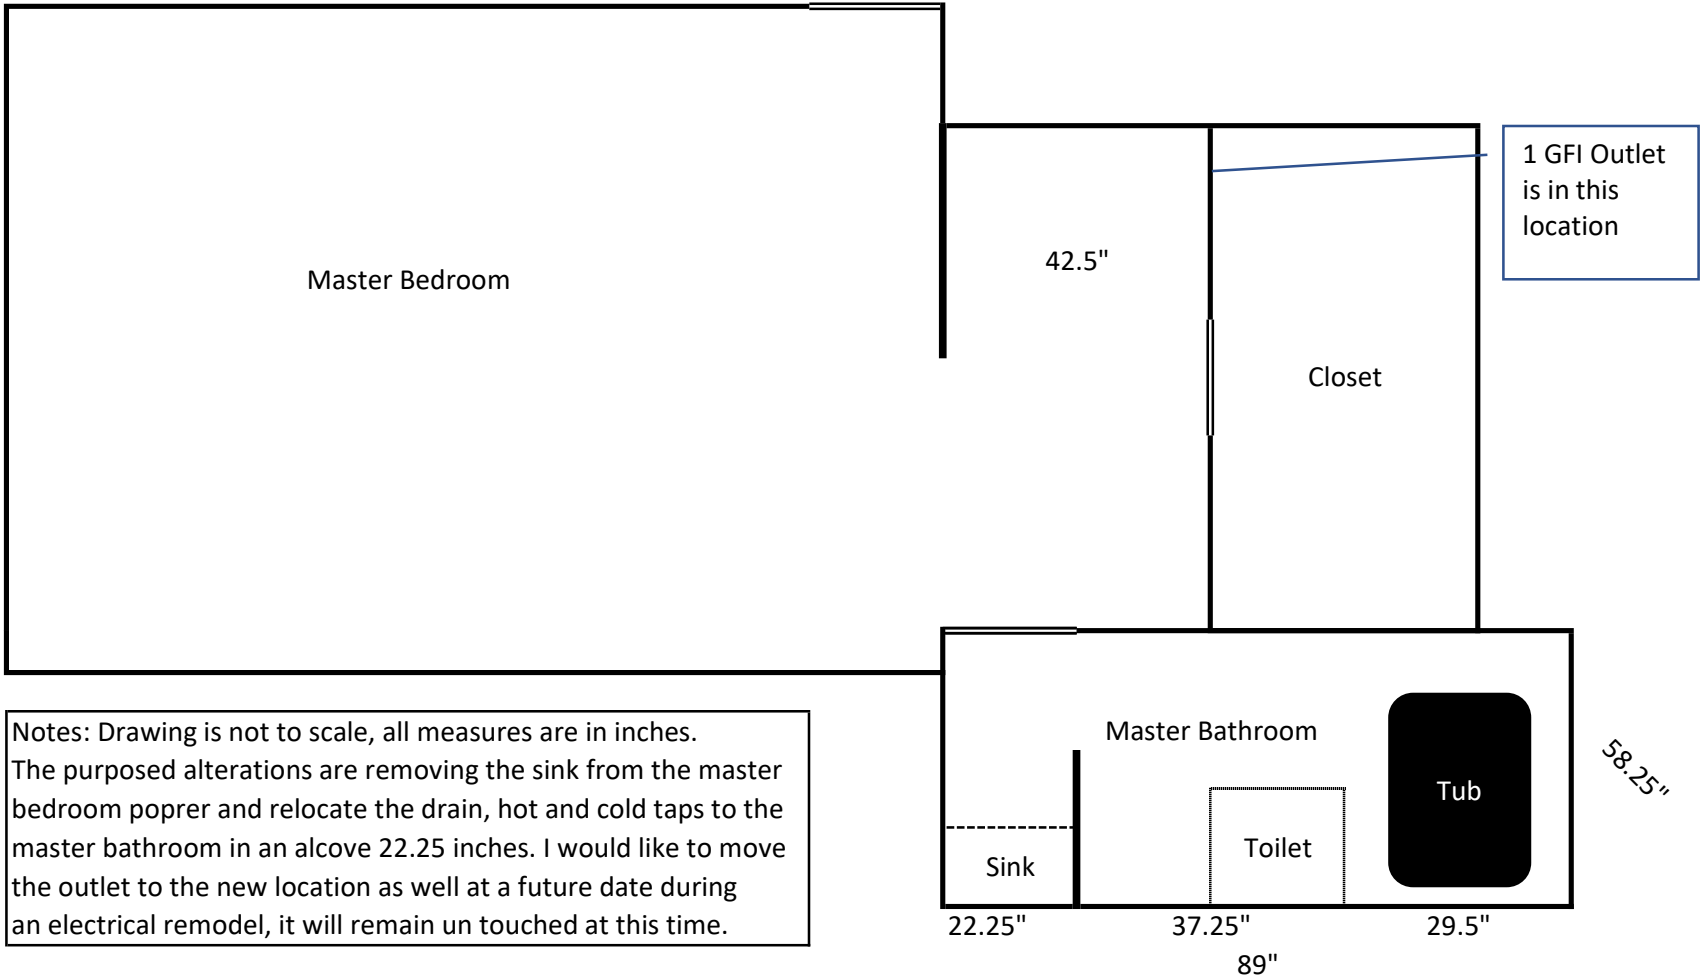 1 GFI Outlet
is in this
location
42.5"
Master Bedroom
Closet
Notes: Drawing is not to scale, all measures are in inches.
The purposed alterations are removing the sink from the master
bedroom poprer and relocate the drain, hot and cold taps to the
master bathroom in an alcove 22.25 inches. I would like to move
the outlet to the new location as well at a future date during
an electrical remodel, it will remain un touched at this time.
Master Bathroom
58.25"
Tub
Toilet
Sink
22.25"
37.25"
29.5"
89"